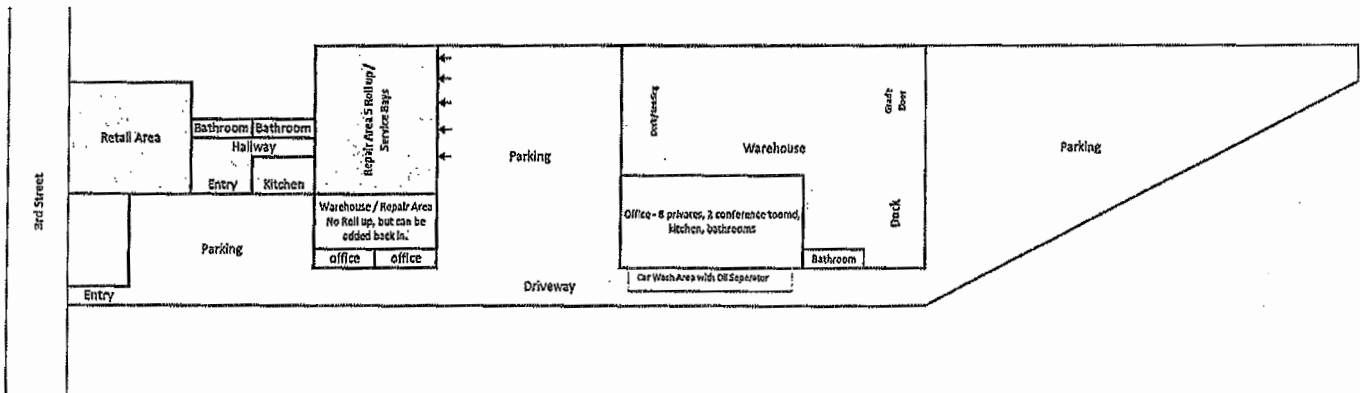 3rd Street
Retail Area
Bathroom
Bathroom
Hallway
Entry
Kitchen
Repair Area 5 Roll up/
Service Bays
Warehouse / Repair Area
No Roll up, but can be
added back in.
office
office
Parking
Entry
Parking
Driveway
Warehouse
Grade
Door
Dock
Office - 8 privates, 2 conference toomd,
kitchen, bathrooms
Bathroom
Car Wash Area with Oil Separator
Parking